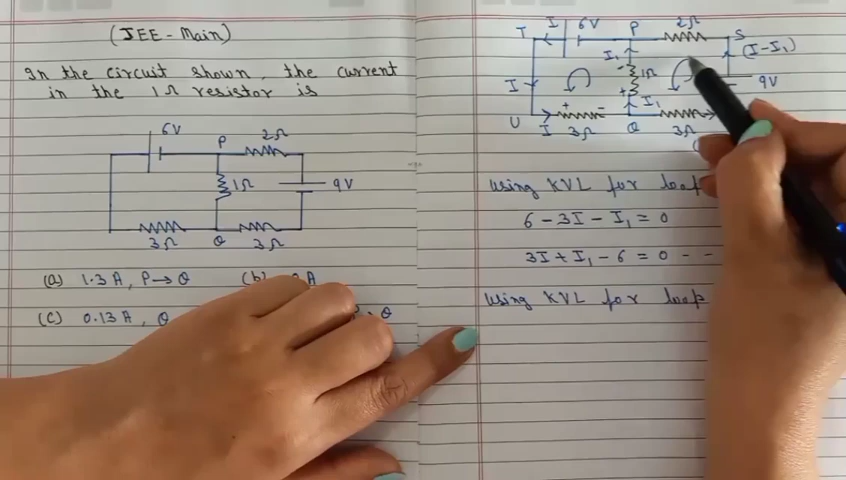 (JEE-Main)
In the circuit shown, the current
in the 1Ω resistor is
6V
P
2Ω
1Ω
9V
3Ω
Q
3Ω
(a) 1.3 A, P→Q
(b)
A
(c) 0.13 A, Q
Q
T
I
6V
P
2Ω
S
I₁
(I-I₁)
I
1Ω
9V
I₁
U
I
3Ω
Q
3Ω
using KVL for loop
6-3I-I₁ = 0
3I+I₁-6 = 0 - -
using KVL for loop